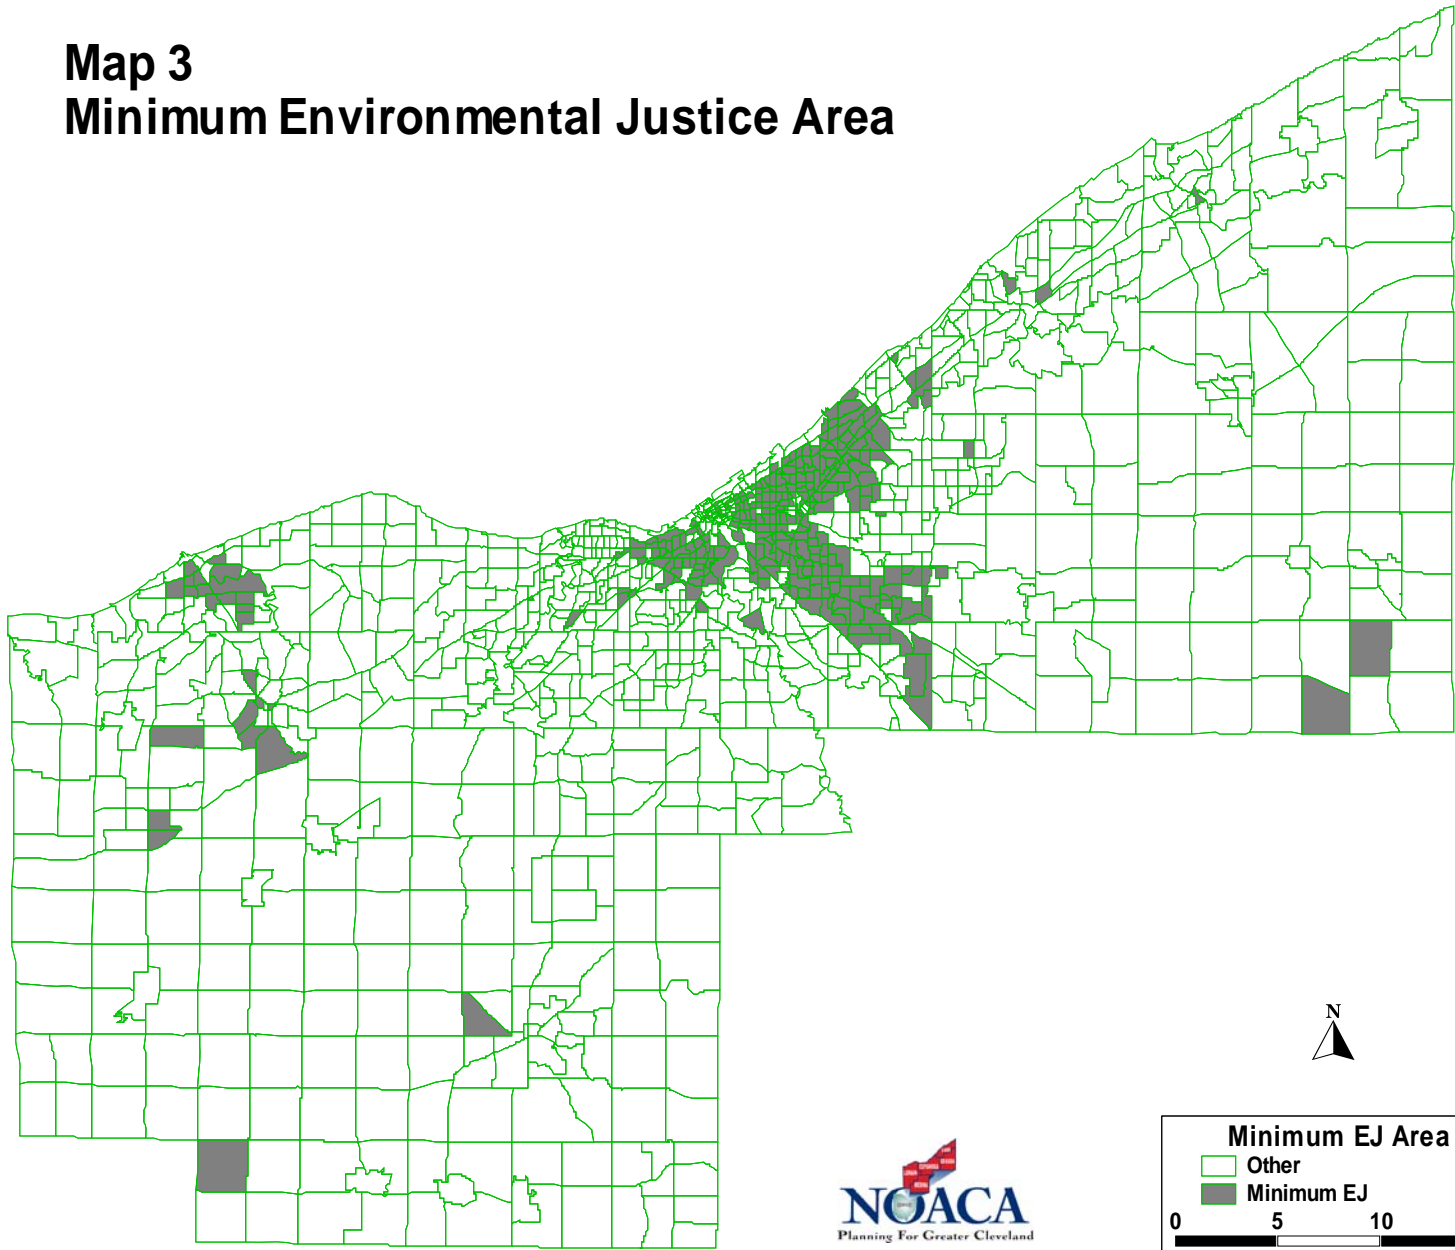 Map 3
Minimum Environmental Justice Area
N
Minimum EJ Area
Other
Minimum EJ
0 5 10
NOACA
Planning For Greater Cleveland